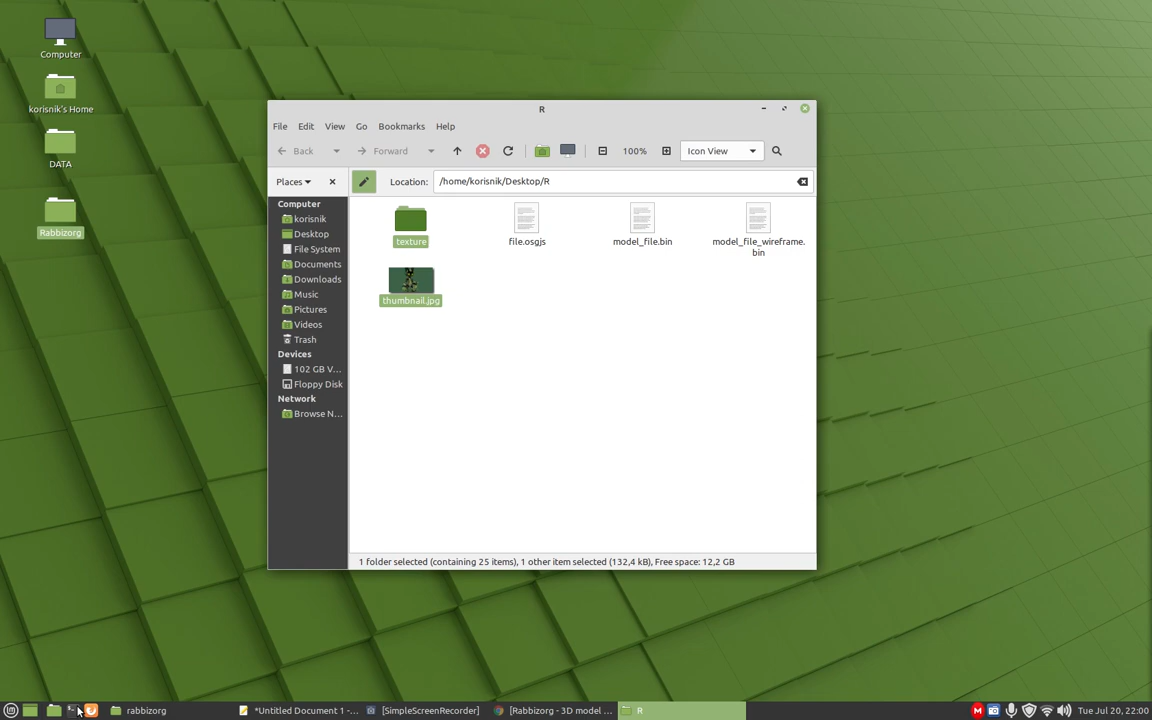 Computer
korisnik's Home
DATA
Rabbizorg
R
File Edit View Go Bookmarks Help
Back Forward 100% Icon View
Places Location: /home/korisnik/Desktop/R
Computer
korisnik
Desktop
File System
Documents
Downloads
Music
Pictures
Videos
Trash
Devices
102 GB V...
Floppy Disk
Network
Browse N...
texture
file.osgjs
model_file.bin
model_file_wireframe.
bin
thumbnail.jpg
1 folder selected (containing 25 items), 1 other item selected (132,4 kB), Free space: 12,2 GB
rabbizorg *Untitled Document 1 -... [SimpleScreenRecorder] [Rabbizorg - 3D model ... R Tue Jul 20, 22:00